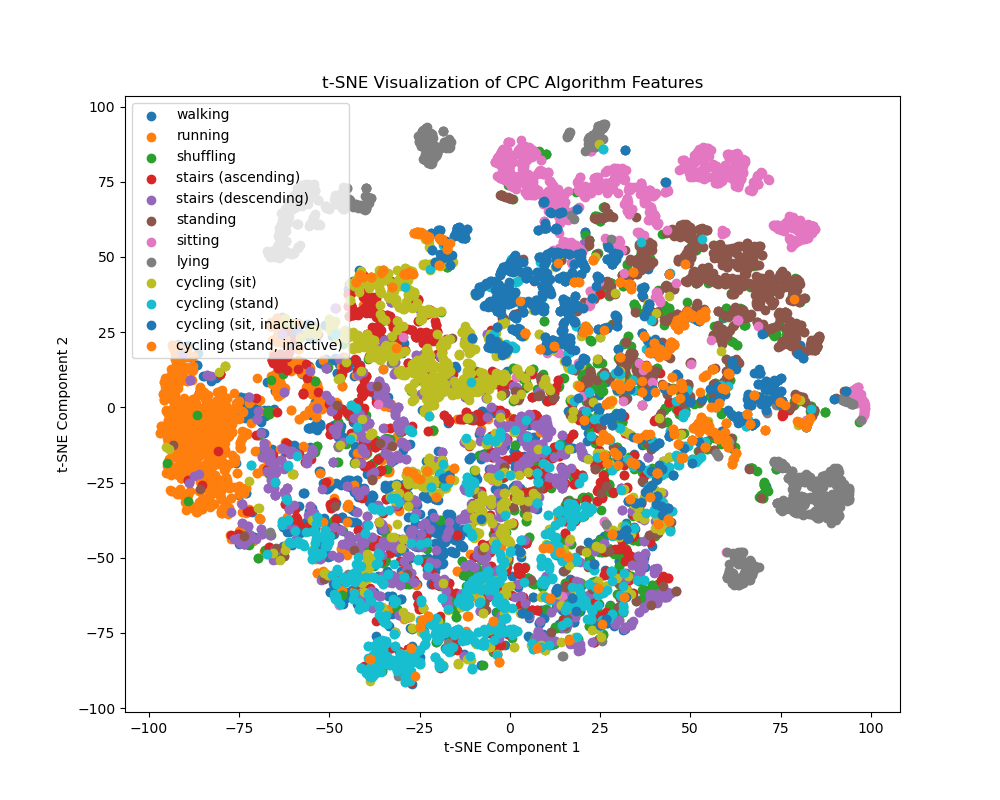 t-SNE Visualization of CPC Algorithm Features
walking
running
shuffling
stairs (ascending)
stairs (descending)
standing
sitting
lying
cycling (sit)
cycling (stand)
cycling (sit, inactive)
cycling (stand, inactive)
100
75
50
25
0
−25
−50
−75
−100
t-SNE Component 2
−100
−75
−50
−25
0
25
50
75
100
t-SNE Component 1